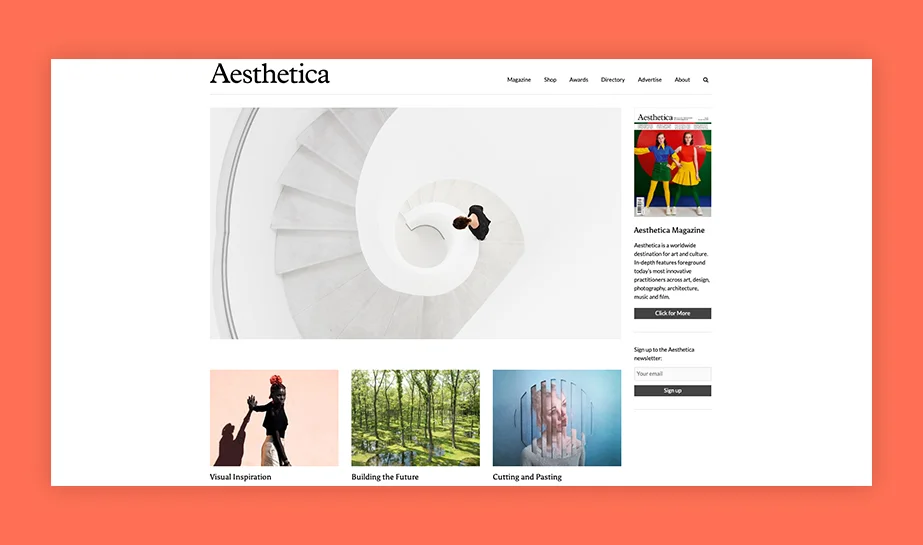 Aesthetica
Magazine Shop Awards Directory Advertise About
Aesthetica
Aesthetica Magazine
Aesthetica is a worldwide
destination for art and culture.
In-depth features foreground
today's most innovative
practitioners across art, design,
photography, architecture,
music and film.
Click for More
Sign up to the Aesthetica
newsletter:
Your email
Sign up
Visual Inspiration
Building the Future
Cutting and Pasting